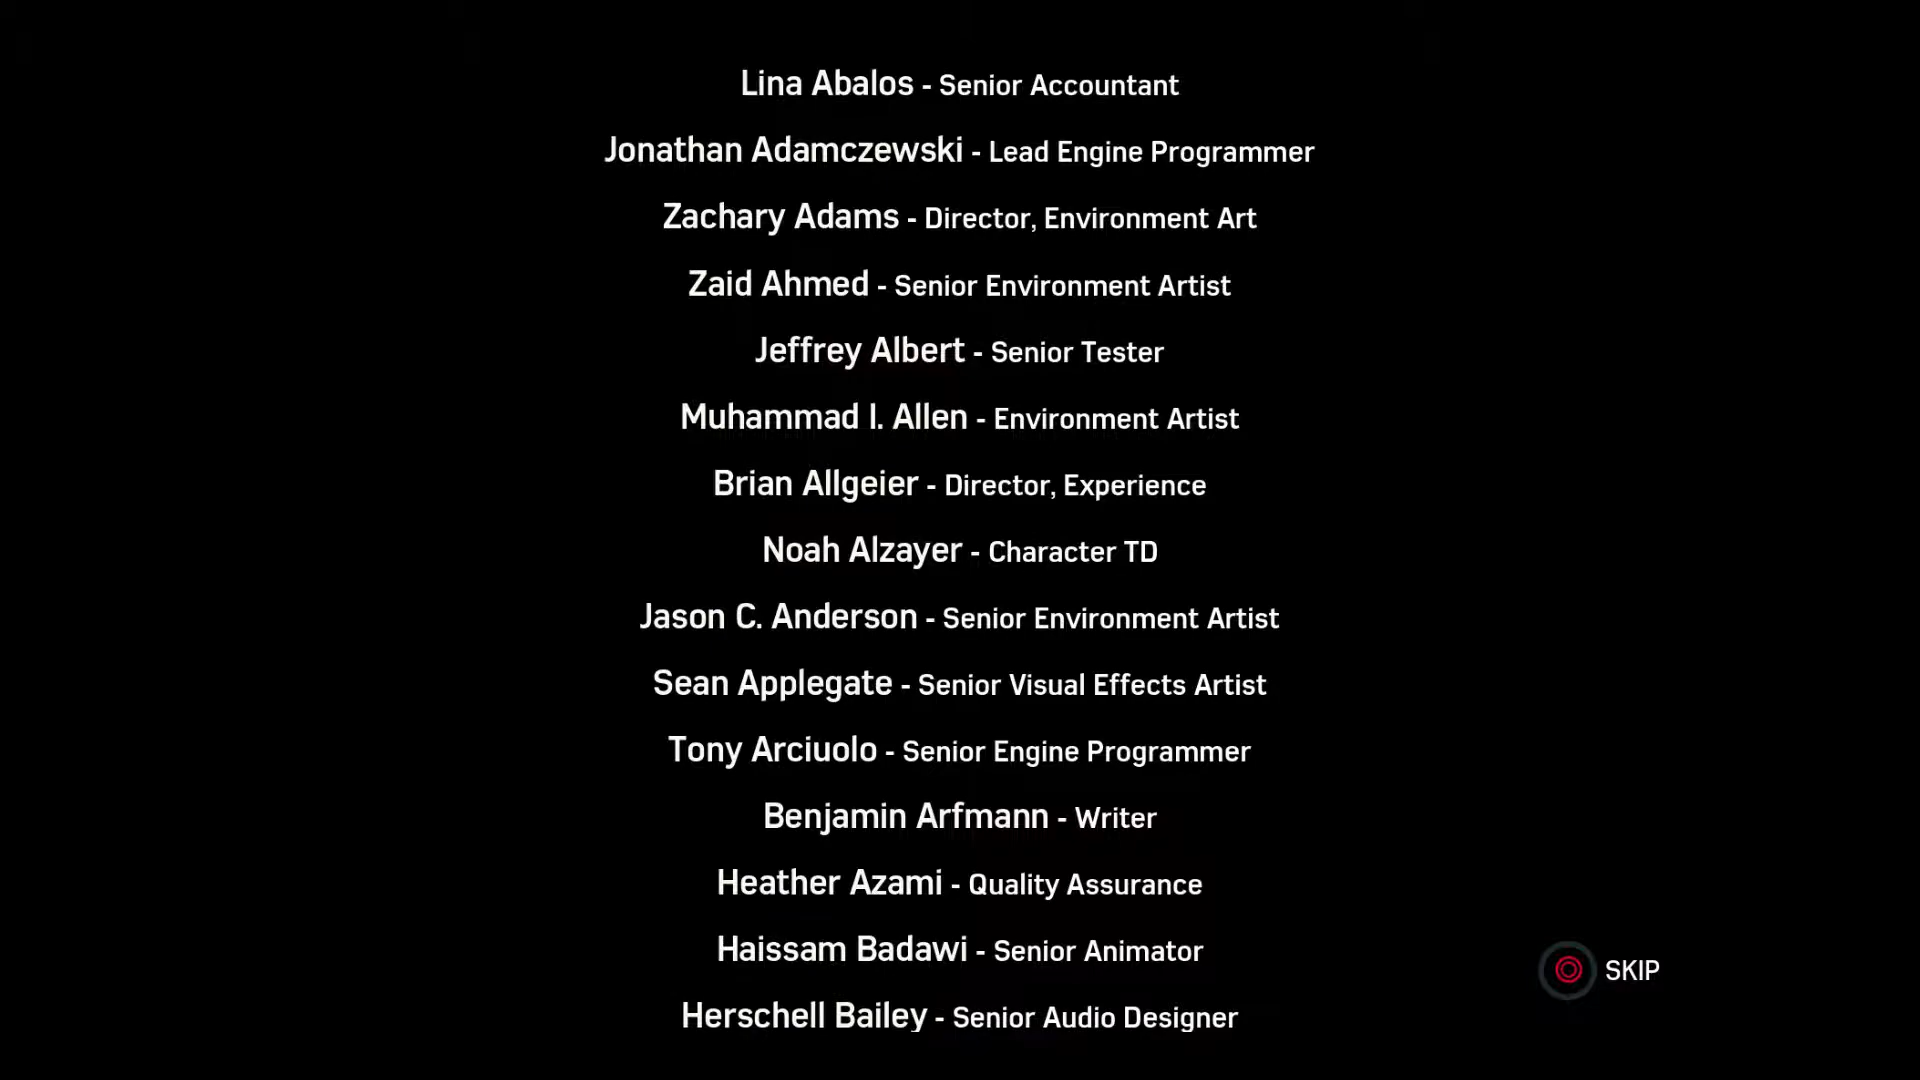 Lina Abalos - Senior Accountant
Jonathan Adamczewski - Lead Engine Programmer
Zachary Adams - Director, Environment Art
Zaid Ahmed - Senior Environment Artist
Jeffrey Albert - Senior Tester
Muhammad I. Allen - Environment Artist
Brian Allgeier - Director, Experience
Noah Alzayer - Character TD
Jason C. Anderson - Senior Environment Artist
Sean Applegate - Senior Visual Effects Artist
Tony Arciuolo - Senior Engine Programmer
Benjamin Arfmann - Writer
Heather Azami - Quality Assurance
Haissam Badawi - Senior Animator
SKIP
Herschell Bailey - Senior Audio Designer